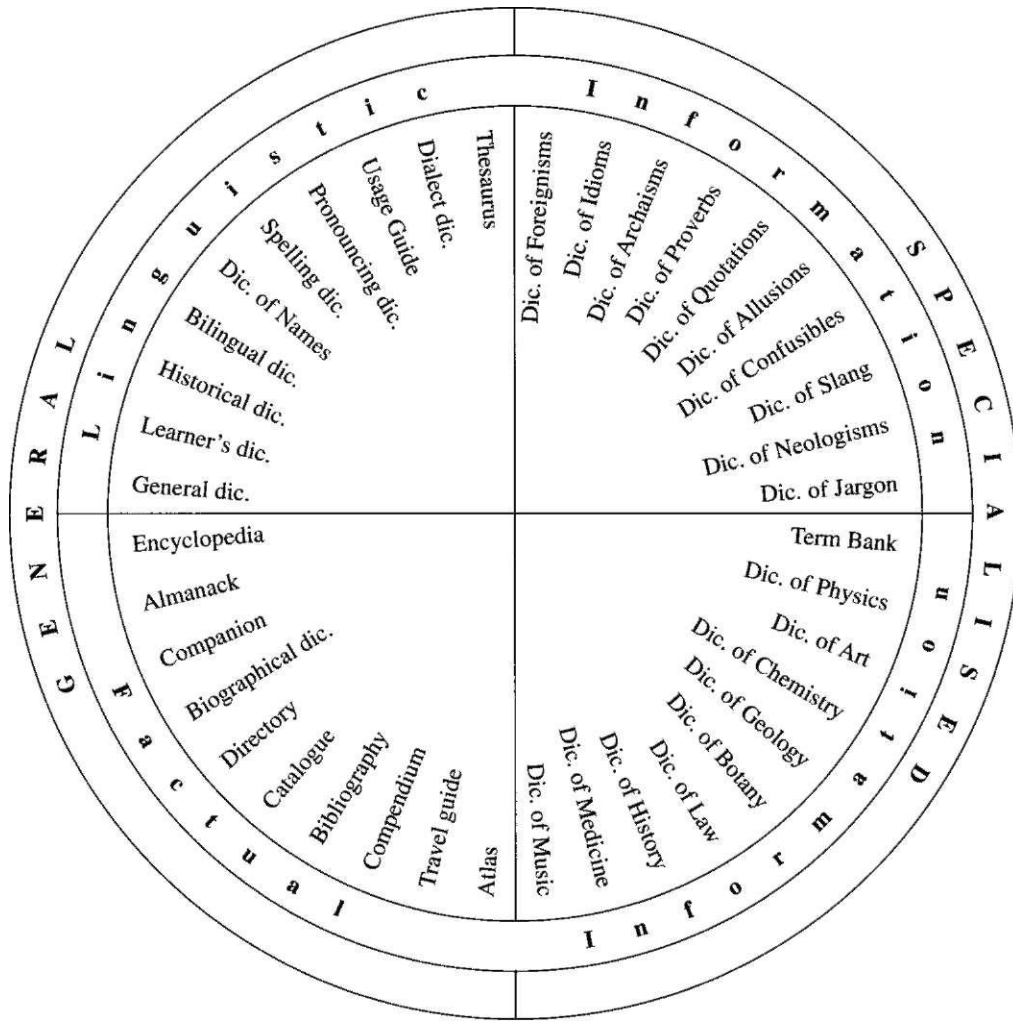 GENERAL
SPECIALISED
Linguistic
Information
General dic.
Learner's dic.
Historical dic.
Bilingual dic.
Dic. of Names
Spelling dic.
Pronouncing dic.
Usage Guide
Dialect dic.
Thesaurus
Dic. of Foreignisms
Dic. of Idioms
Dic. of Archaisms
Dic. of Proverbs
Dic. of Quotations
Dic. of Allusions
Dic. of Confusibles
Dic. of Slang
Dic. of Neologisms
Dic. of Jargon
Factual
Information
Encyclopedia
Almanack
Companion
Biographical dic.
Directory
Catalogue
Bibliography
Compendium
Travel guide
Atlas
Dic. of Music
Dic. of Medicine
Dic. of History
Dic. of Law
Dic. of Botany
Dic. of Geology
Dic. of Chemistry
Dic. of Art
Dic. of Physics
Term Bank